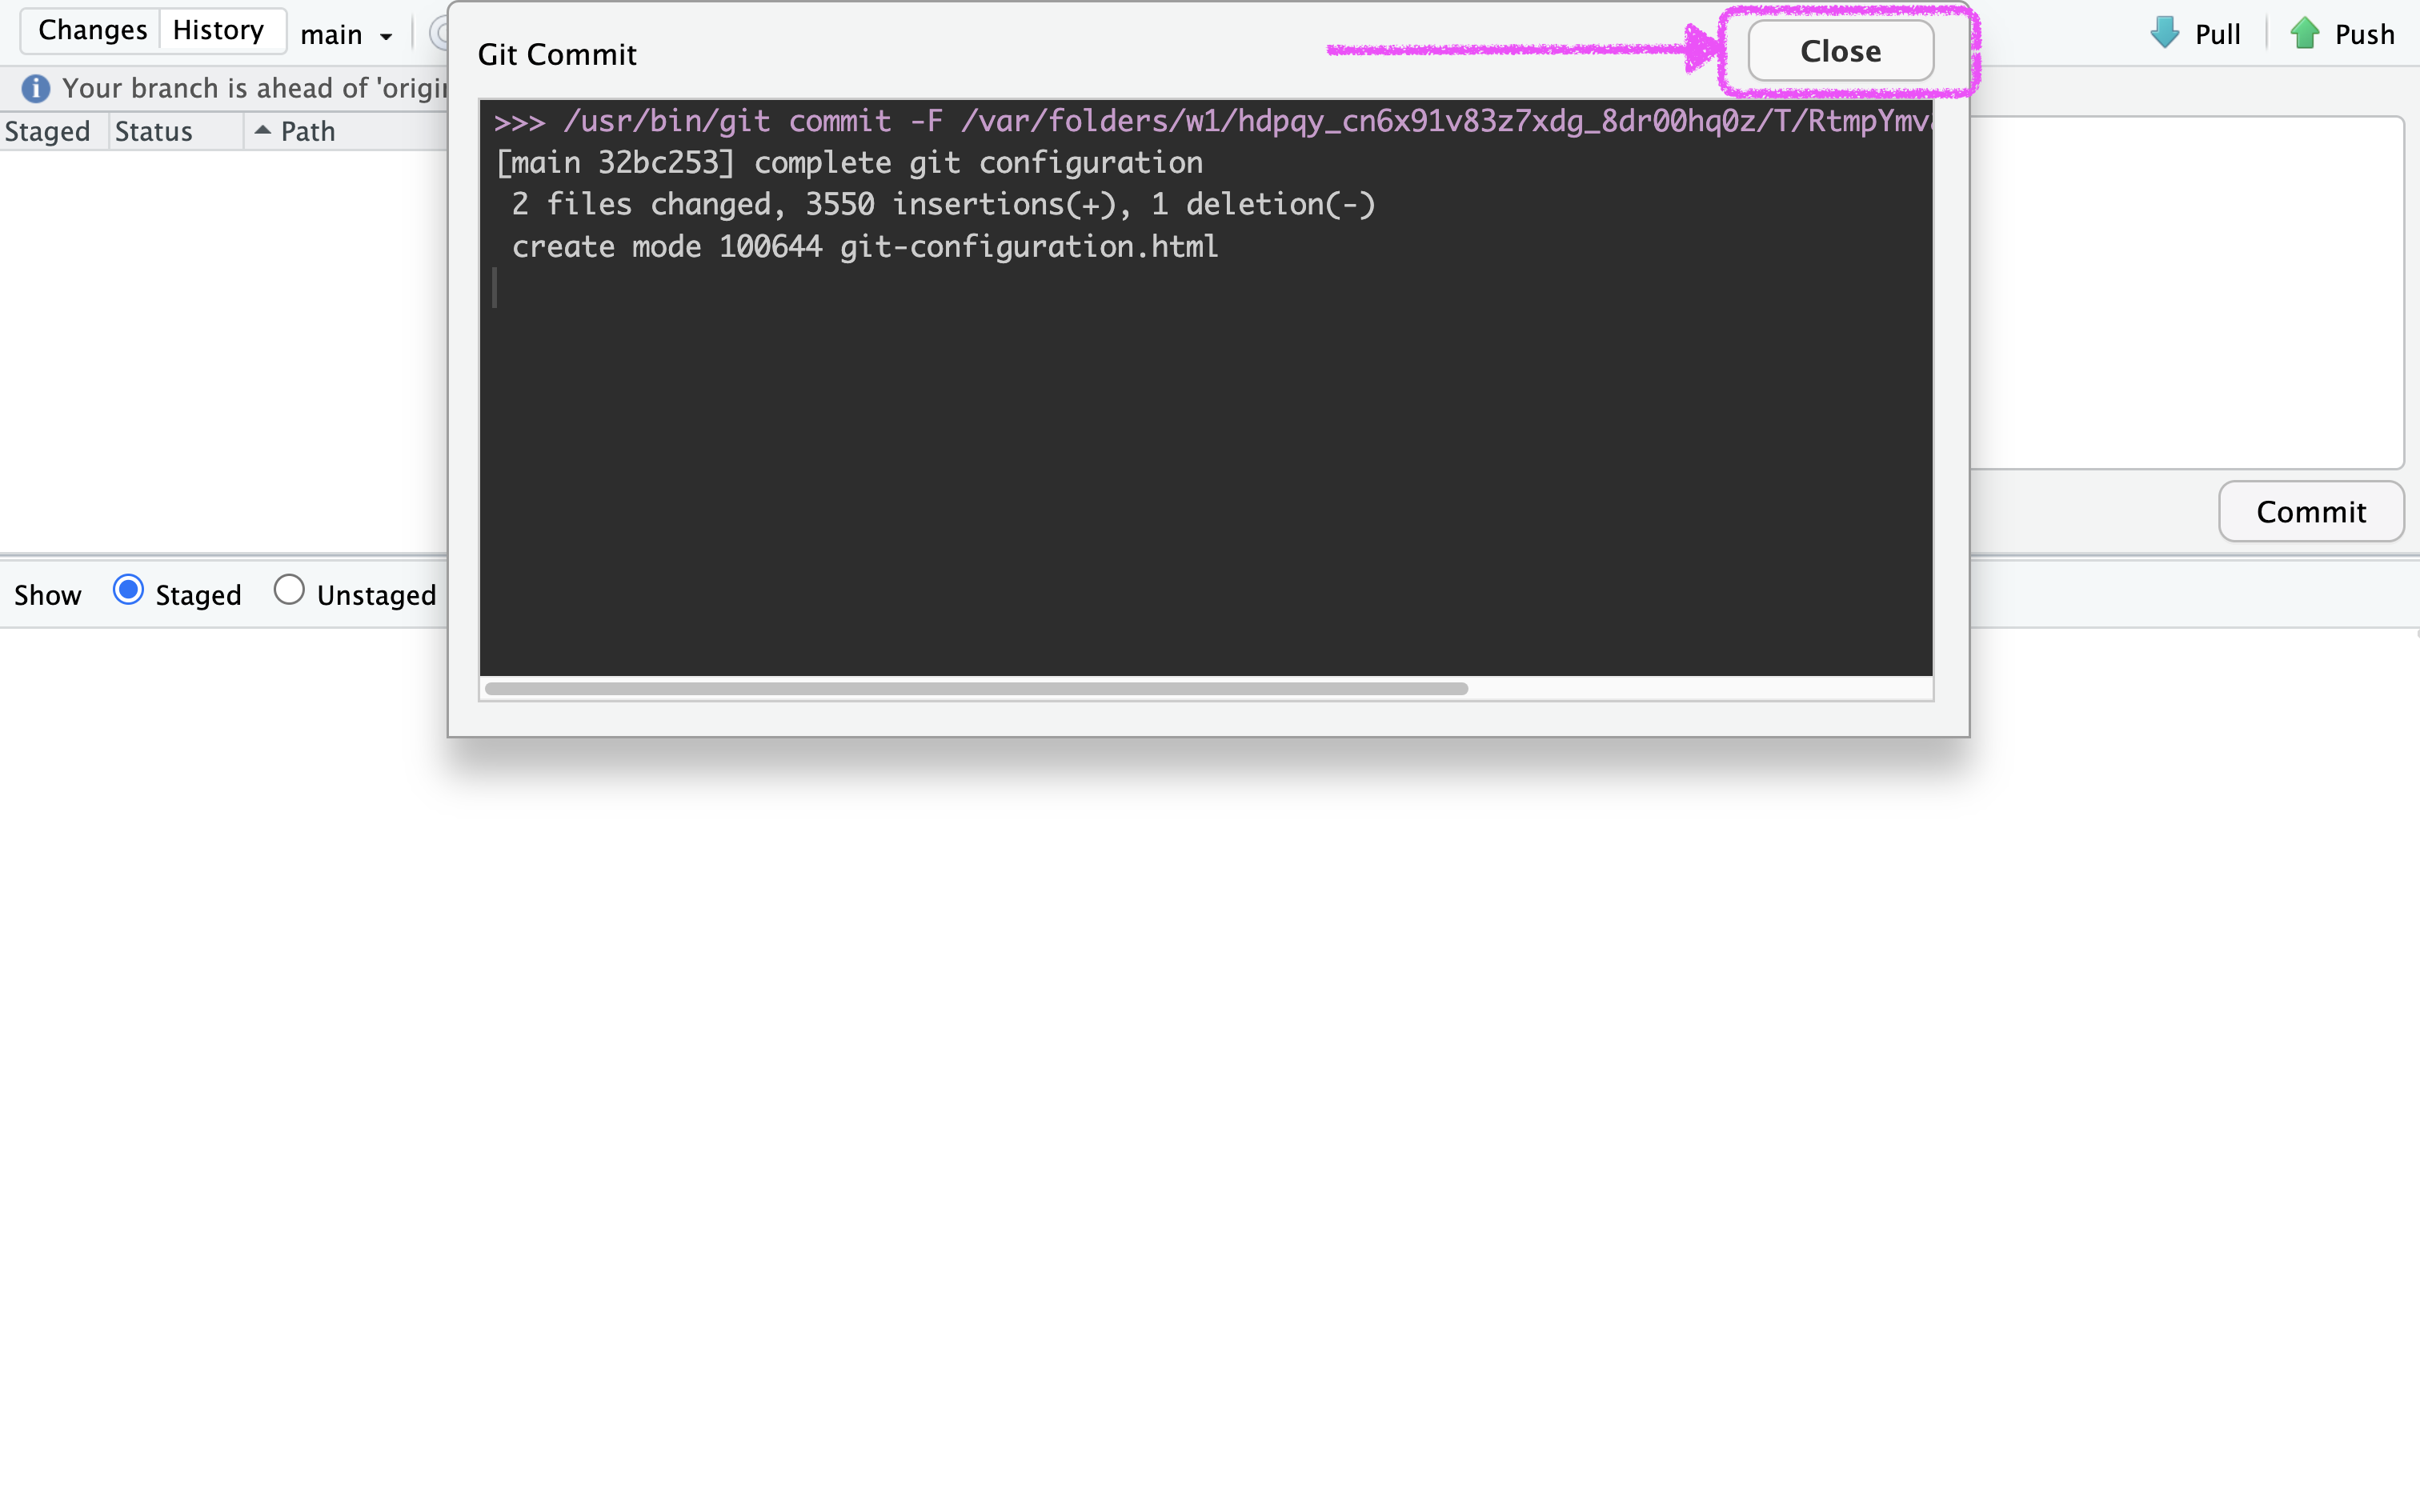 Changes History main Pull Push
Git Commit Close
Your branch is ahead of
Staged Status Path
>>> /usr/bin/git commit -F /var/folders/w1/hdpqy_cn6x91v83z7xdg_8dr00hq0z/T/RtmpYmv
[main 32bc253] complete git configuration
2 files changed, 3550 insertions(+), 1 deletion(-)
create mode 100644 git-configuration.html
Commit
Show Staged Unstaged